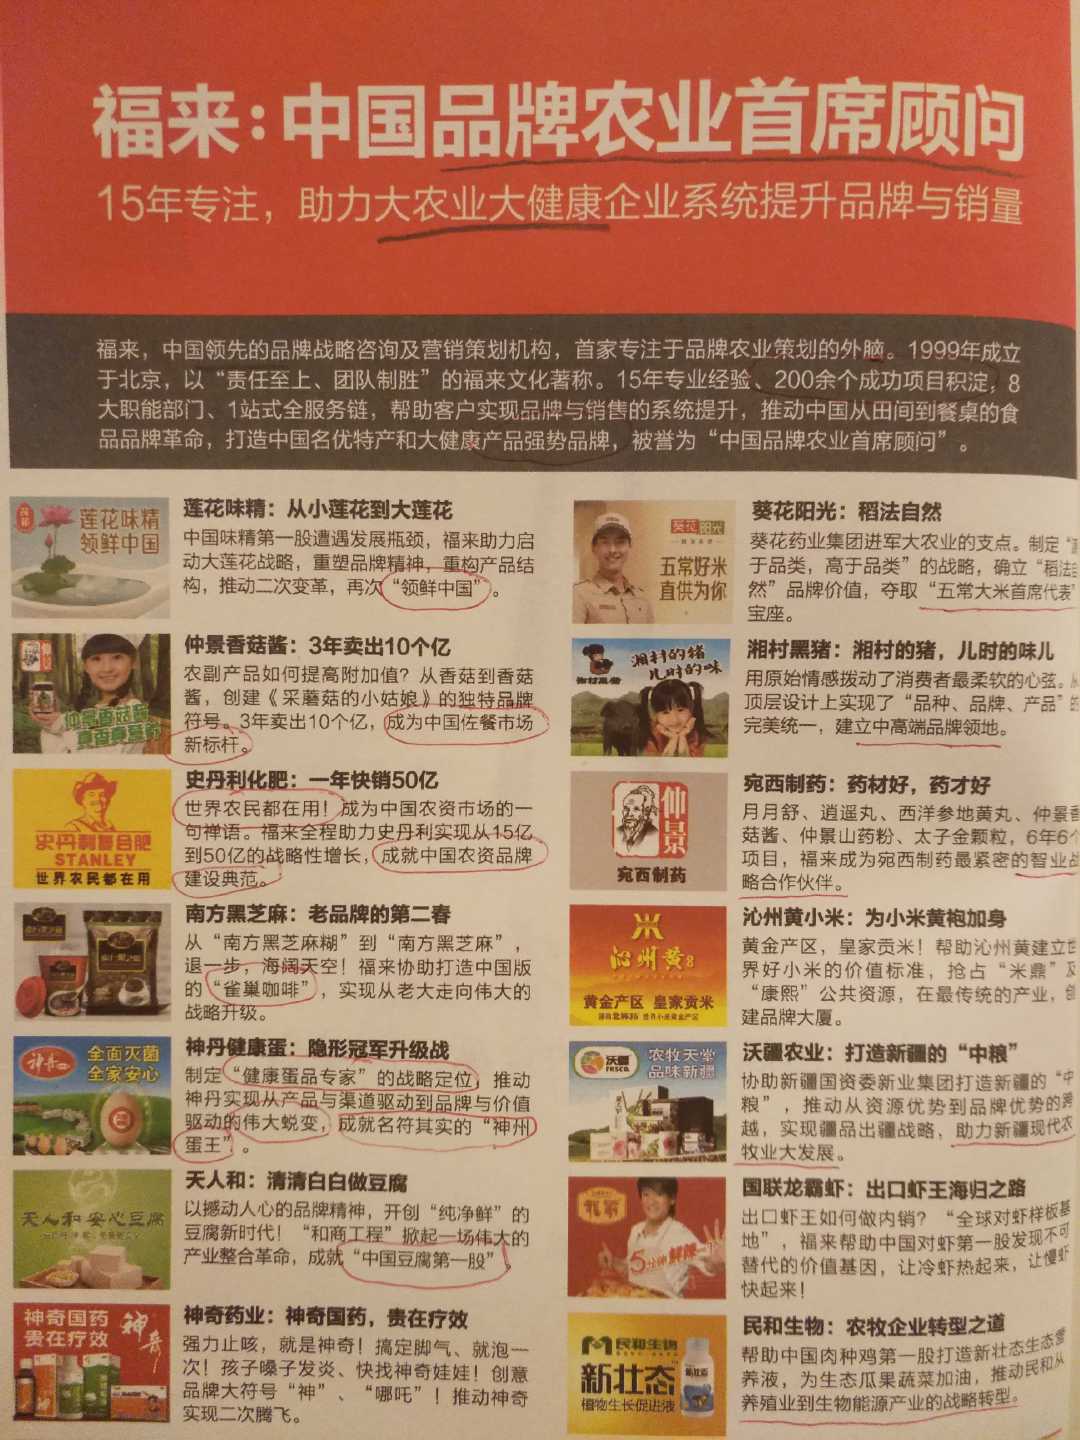 福来：中国品牌农业首席顾问
15年专注，助力大农业大健康企业系统提升品牌与销量
福来，中国领先的品牌战略咨询及营销策划机构，首家专注于品牌农业策划的外脑。1999年成立
于北京，以“责任至上、团队制胜”的福来文化著称。15年专业经验、200余个成功项目积淀，8
大职能部门、1站式全服务链，帮助客户实现品牌与销售的系统提升，推动中国从田间到餐桌的食
品品牌革命，打造中国名优特产和大健康产品强势品牌，被誉为“中国品牌农业首席顾问”。
莲花味精
领鲜中国
莲花味精：从小莲花到大莲花
中国味精第一股遭遇发展瓶颈，福来助力启
动大莲花战略，重塑品牌精神，重构产品结
构，推动二次变革，再次“领鲜中国”。
仲景香菇酱
仲景香菇酱：3年卖出10个亿
农副产品如何提高附加值？从香菇到香菇
酱，创建《采蘑菇的小姑娘》的独特品牌
符号。3年卖出10个亿，成为中国佐餐市场
新标杆。
史丹利复合肥
STANLEY
世界农民都在用
史丹利化肥：一年快销50亿
世界农民都在用！成为中国农资市场的一
句禅语。福来全程助力史丹利实现从15亿
到50亿的战略性增长，成就中国农资品牌
建设典范。
南方黑芝麻：老品牌的第二春
从“南方黑芝麻糊”到“南方黑芝麻”，
退一步，海阔天空！福来协助打造中国版
的“雀巢咖啡”，实现从老大走向伟大的
战略升级。
神丹
全面灭菌
全家安心
神丹健康蛋：隐形冠军升级战
制定“健康蛋品专家”的战略定位，推动
神丹实现从产品与渠道驱动到品牌与价值
驱动的伟大蜕变，成就名符其实的“神州
蛋王”。
天人和 安心豆腐
天人和：清清白白做豆腐
以撼动人心的品牌精神，开创“纯净鲜”的
豆腐新时代！“和商工程”掀起一场伟大的
产业整合革命，成就“中国豆腐第一股”
神奇国药
贵在疗效
神奇
神奇药业：神奇国药，贵在疗效
强力止咳，就是神奇！搞定脚气、就泡一
次！孩子嗓子发炎、快找神奇娃娃！创意
品牌大符号“神”、“哪吒”！推动神奇
实现二次腾飞。
葵花阳光
五常好米
直供为你
葵花阳光：稻法自然
葵花药业集团进军大农业的支点。制定“
于品类，高于品类”的战略，确立“稻法自
然”品牌价值，夺取“五常大米首席代表”
宝座。
湘村的猪
儿时的味
湘村黑猪
湘村黑猪：湘村的猪，儿时的味儿
用原始情感拨动了消费者最柔软的心弦。从
顶层设计上实现了“品种、品牌、产品”的
完美统一，建立中高端品牌领地。
仲景
宛西制药
宛西制药：药材好，药才好
月月舒、逍遥丸、西洋参地黄丸、仲景香
菇酱、仲景山药粉、太子金颗粒，6年6个
项目，福来成为宛西制药最紧密的智业战
略合作伙伴。
沁州黄
黄金产区 皇家贡米
沁州黄小米：为小米黄袍加身
黄金产区，皇家贡米！帮助沁州黄建立世
界好小米的价值标准，抢占“米鼎”及
“康熙”公共资源，在最传统的产业，创
建品牌大厦。
沃疆
农牧天堂
品味新疆
沃疆农业：打造新疆的“中粮”
协助新疆国资委新业集团打造新疆的“中
粮”，推动从资源优势到品牌优势的跨
越，实现疆品出疆战略，助力新疆现代农
牧业大发展。
龙霸
5分钟
国联龙霸虾：出口虾王海归之路
出口虾王如何做内销？“全球对虾样板基
地”，福来帮助中国对虾第一股发现不可
替代的价值基因，让冷虾热起来，让慢虾
快起来！
民和生物
新壮态
植物生长促进液
新壮态
民和生物：农牧企业转型之道
帮助中国肉种鸡第一股打造新壮态生态营
养液，为生态瓜果蔬菜加油，推动民和从
养殖业到生物能源产业的战略转型。